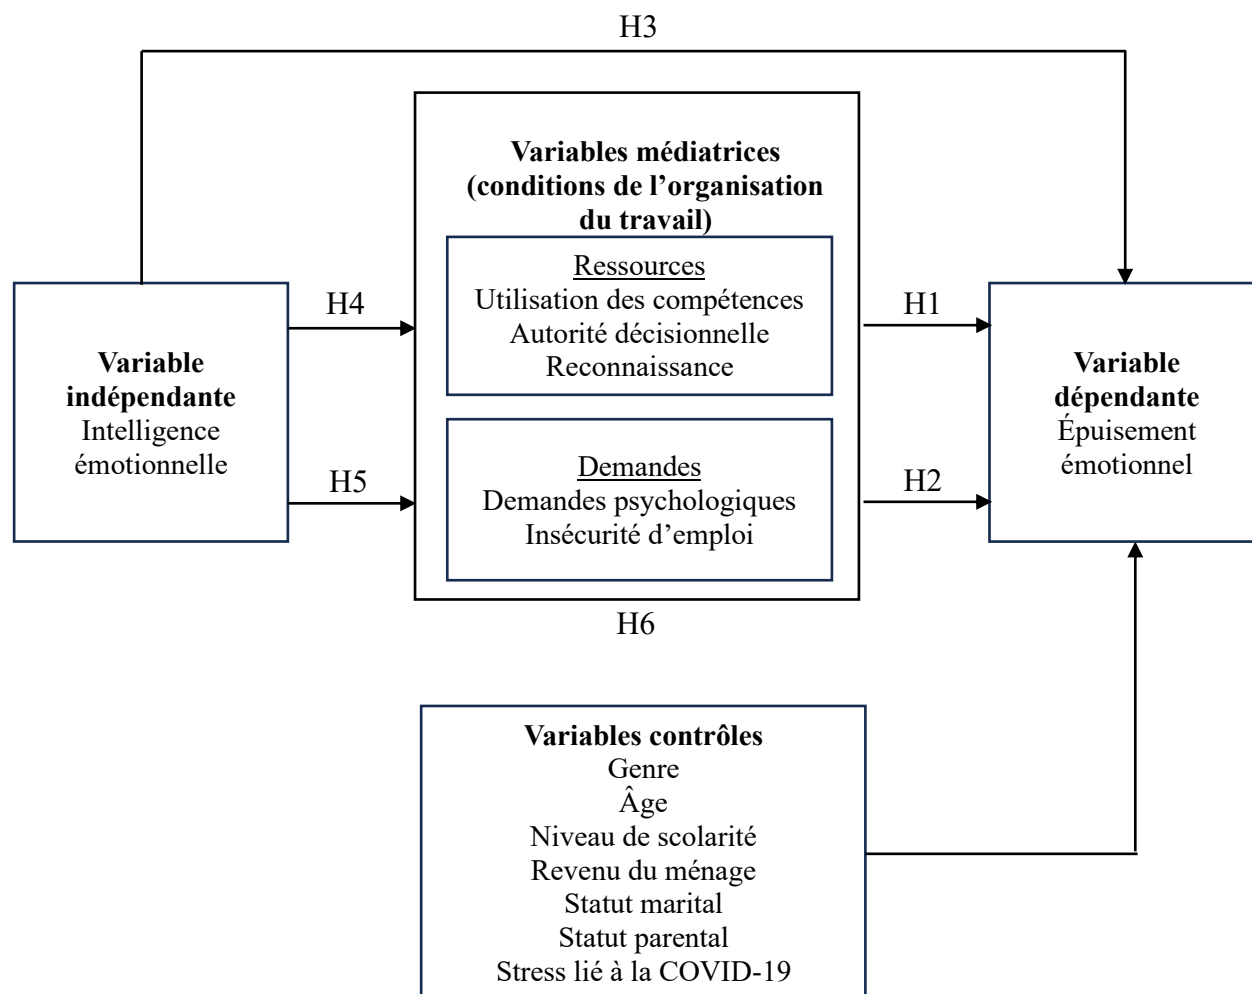 H3
Variables médiatrices
(conditions de l’organisation
du travail)
Ressources
Utilisation des compétences
Autorité décisionnelle
Reconnaissance
H4
H1
Variable
indépendante
Intelligence
émotionnelle
Variable
dépendante
Épuisement
émotionnel
H5
Demandes
Demandes psychologiques
Insécurité d’emploi
H2
H6
Variables contrôles
Genre
Âge
Niveau de scolarité
Revenu du ménage
Statut marital
Statut parental
Stress lié à la COVID-19